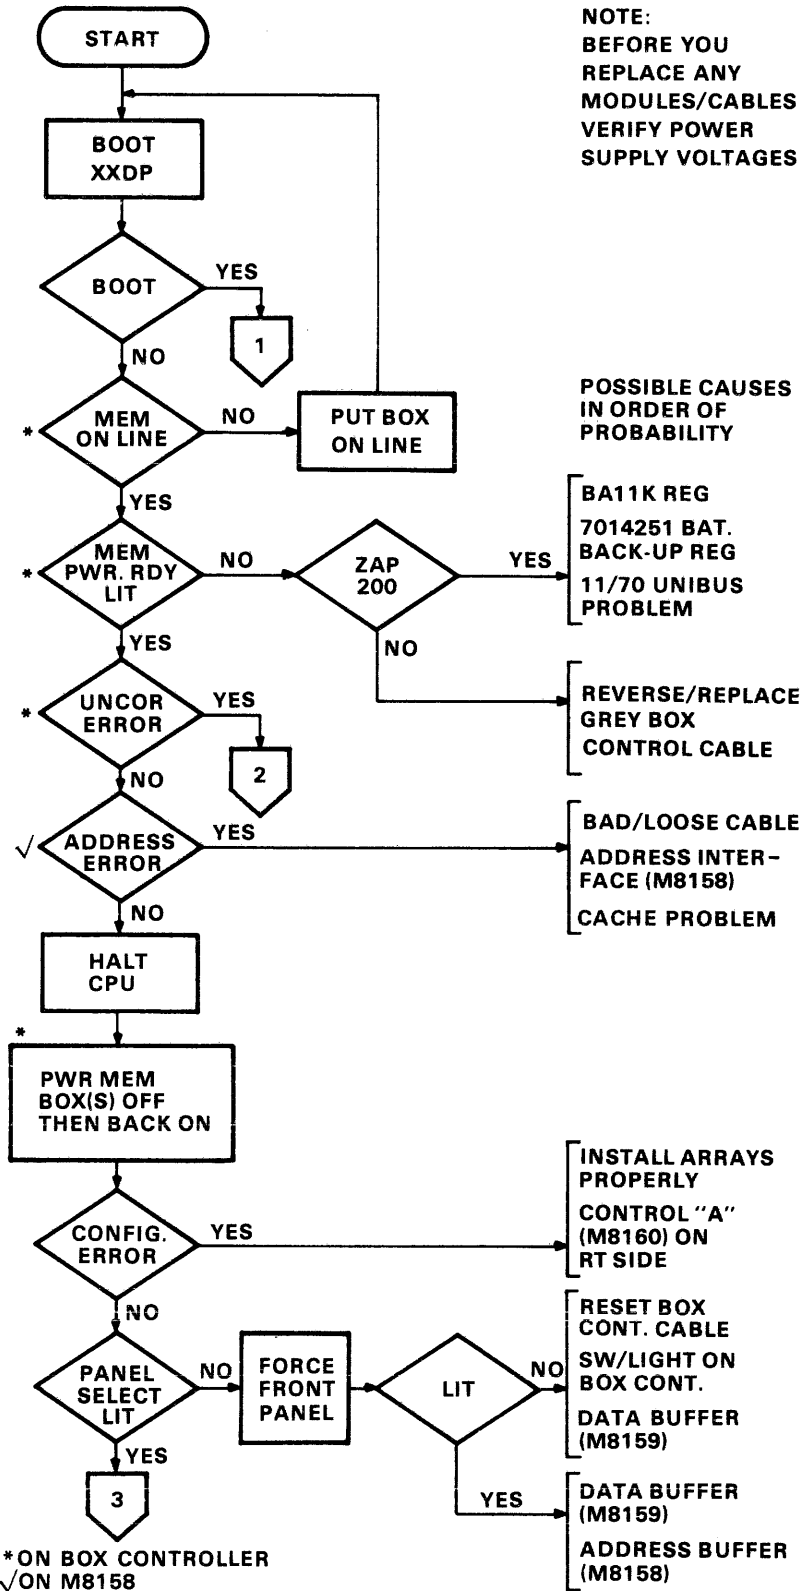 START
NOTE:
BEFORE YOU
REPLACE ANY
MODULES/CABLES
VERIFY POWER
SUPPLY VOLTAGES
BOOT
XXDP
BOOT
YES
1
NO
* MEM
ON LINE
NO
PUT BOX
ON LINE
POSSIBLE CAUSES
IN ORDER OF
PROBABILITY
YES
* MEM
PWR. RDY
LIT
NO
ZAP
200
YES
BA11K REG
7014251 BAT.
BACK-UP REG
11/70 UNIBUS
PROBLEM
NO
REVERSE/REPLACE
GREY BOX
CONTROL CABLE
YES
* UNCOR
ERROR
YES
2
NO
√ ADDRESS
ERROR
YES
BAD/LOOSE CABLE
ADDRESS INTER-
FACE (M8158)
CACHE PROBLEM
NO
HALT
CPU
*
PWR MEM
BOX(S) OFF
THEN BACK ON
CONFIG.
ERROR
YES
INSTALL ARRAYS
PROPERLY
CONTROL "A"
(M8160) ON
RT SIDE
NO
PANEL
SELECT
LIT
NO
FORCE
FRONT
PANEL
LIT
NO
RESET BOX
CONT. CABLE
SW/LIGHT ON
BOX CONT.
DATA BUFFER
(M8159)
YES
DATA BUFFER
(M8159)
ADDRESS BUFFER
(M8158)
YES
3
*ON BOX CONTROLLER
√ON M8158